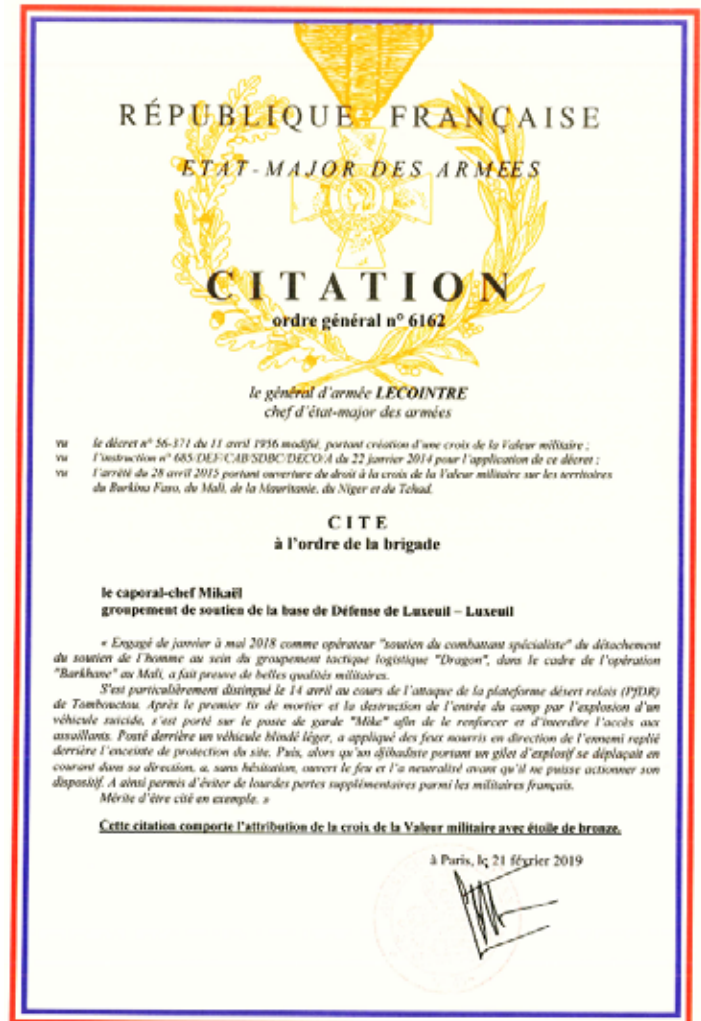 RÉPUBLIQUE FRANÇAISE
ETAT-MAJOR DES ARMEES
CITATION
ordre général n° 6162
le général d'armée LECOINTRE
chef d'état-major des armées
vu le décret n° 56-371 du 11 avril 1956 modifié, portant création d'une croix de la Valeur militaire ;
vu l'instruction n° 685/DEF/CAB/SDBC/DECO/A du 22 janvier 2014 pour l'application de ce décret ;
vu l'arrêté du 28 avril 2015 portant ouverture du droit à la croix de la Valeur militaire sur les territoires
du Burkina Faso, du Mali, de la Mauritanie, du Niger et du Tchad.
CITE
à l'ordre de la brigade
le caporal-chef Mikaël
groupement de soutien de la base de Défense de Luxeuil – Luxeuil
« Engagé de janvier à mai 2018 comme opérateur "soutien du combattant spécialiste" du détachement
du soutien de l'homme au sein du groupement tactique logistique "Dragon", dans le cadre de l'opération
"Barkhane" au Mali, a fait preuve de belles qualités militaires.
S'est particulièrement distingué le 14 avril au cours de l'attaque de la plateforme désert relais (PfDR)
de Tombouctou. Après le premier tir de mortier et la destruction de l'entrée du camp par l'explosion d'un
véhicule suicide, s'est porté sur le poste de garde "Mike" afin de le renforcer et d'interdire l'accès aux
assaillants. Posté derrière un véhicule blindé léger, a appliqué des feux nourris en direction de l'ennemi replié
derrière l'enceinte de protection du site. Puis, alors qu'un djihadiste portant un gilet d'explosif se déplaçait en
courant dans sa direction, a, sans hésitation, ouvert le feu et l'a neutralisé avant qu'il ne puisse actionner son
dispositif. A ainsi permis d'éviter de lourdes pertes supplémentaires parmi les militaires français.
Mérite d'être cité en exemple. »
Cette citation comporte l'attribution de la croix de la Valeur militaire avec étoile de bronze.
à Paris, le 21 février 2019